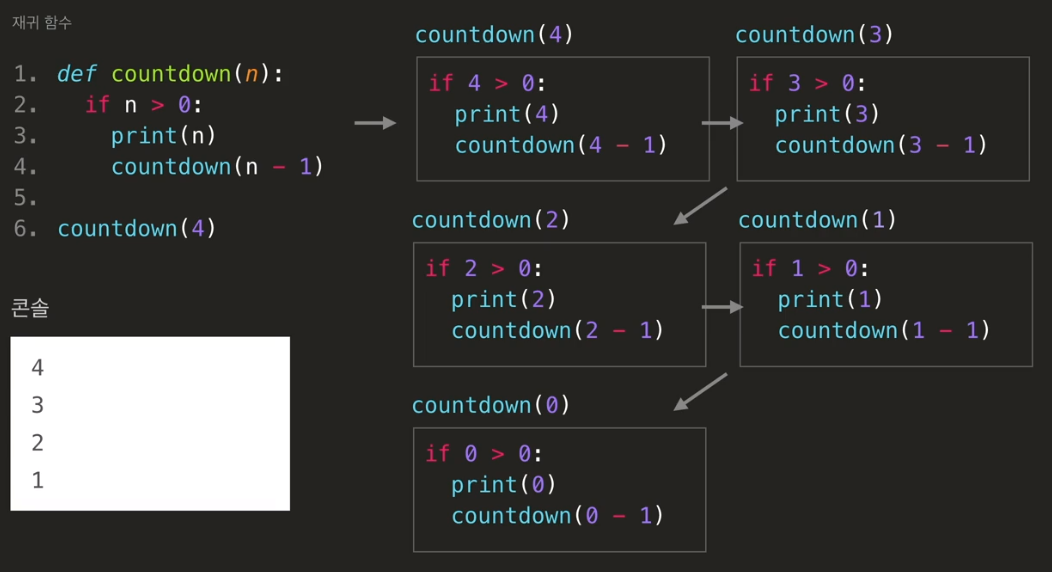 재귀 함수
1. def countdown(n):
2.   if n > 0:
3.     print(n)
4.     countdown(n - 1)
5.
6. countdown(4)
콘솔
4
3
2
1
countdown(4)
if 4 > 0:
  print(4)
  countdown(4 - 1)
countdown(3)
if 3 > 0:
  print(3)
  countdown(3 - 1)
countdown(2)
if 2 > 0:
  print(2)
  countdown(2 - 1)
countdown(1)
if 1 > 0:
  print(1)
  countdown(1 - 1)
countdown(0)
if 0 > 0:
  print(0)
  countdown(0 - 1)